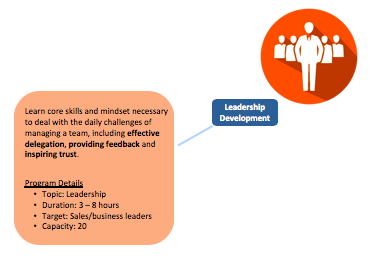 Leadership
Development
Learn core skills and mindset necessary
to deal with the daily challenges of
managing a team, including effective
delegation, providing feedback and
inspiring trust.
Program Details
• Topic: Leadership
• Duration: 3 – 8 hours
• Target: Sales/business leaders
• Capacity: 20